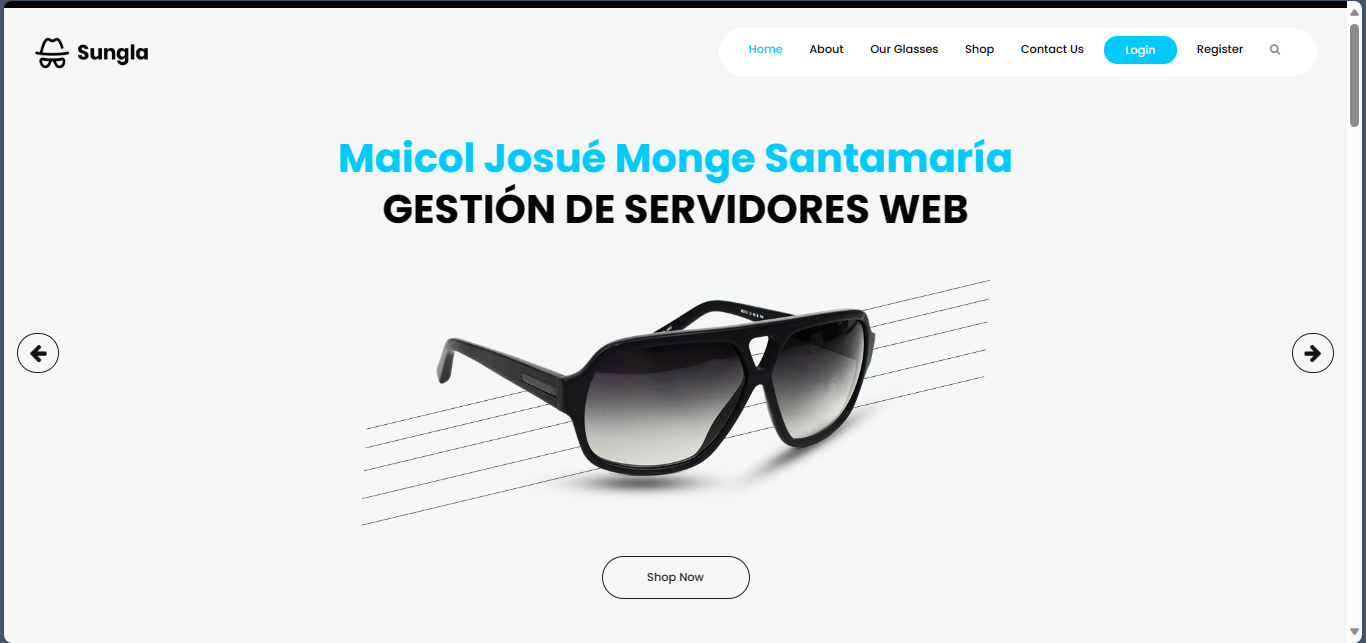 Sungla
Home About Our Glasses Shop Contact Us Login Register
Maicol Josué Monge Santamaría
GESTIÓN DE SERVIDORES WEB
Shop Now